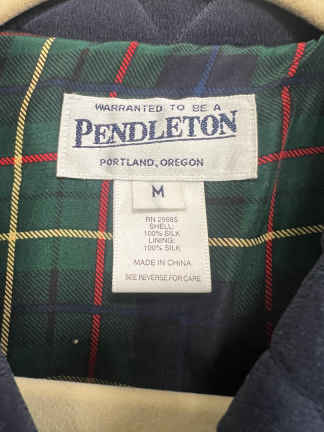 WARRANTED TO BE A
PENDLETON
PORTLAND, OREGON
M
RN 29685
SHELL:
100% SILK
LINING:
100% SILK
MADE IN CHINA
SEE REVERSE FOR CARE